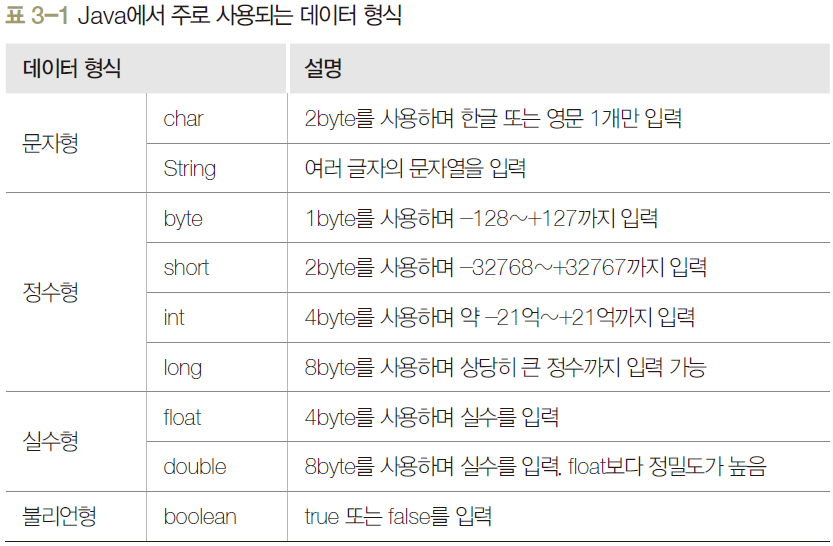 표 3-1 Java에서 주로 사용되는 데이터 형식
데이터 형식 설명
문자형 char 2byte를 사용하며 한글 또는 영문 1개만 입력
String 여러 글자의 문자열을 입력
정수형 byte 1byte를 사용하며 -128~+127까지 입력
short 2byte를 사용하며 -32768~+32767까지 입력
int 4byte를 사용하며 약 -21억~+21억까지 입력
long 8byte를 사용하며 상당히 큰 정수까지 입력 가능
실수형 float 4byte를 사용하며 실수를 입력
double 8byte를 사용하며 실수를 입력. float보다 정밀도가 높음
불리언형 boolean true 또는 false를 입력